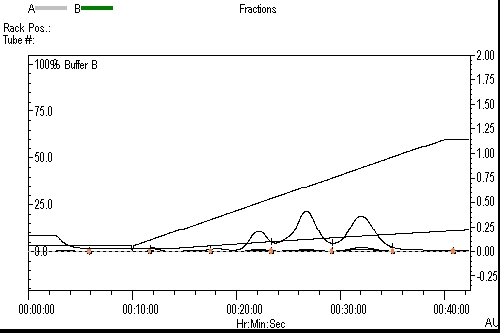 A B Fractions
Rack Pos.:
Tube #:
100% Buffer B 2.00
1.75
75.0 1.50
1.25
50.0 1.00
0.75
25.0 0.50
0.25
0.0 0.00
-0.25
00:00:00 00:10:00 00:20:00 00:30:00 00:40:00
Hr:Min:Sec AU